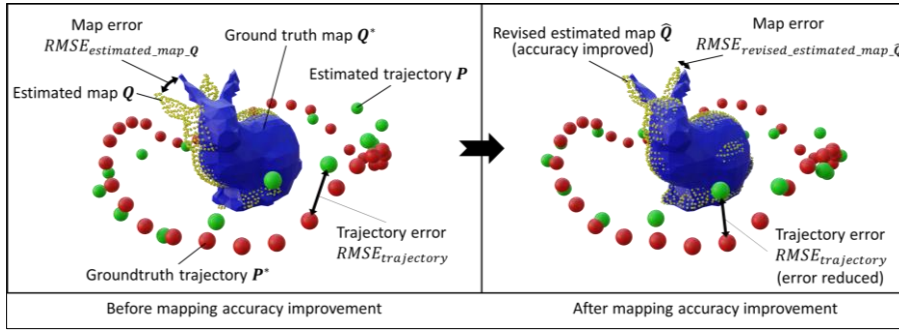 Map error
RMSE_estimated_map_Q
Ground truth map Q*
Estimated trajectory P
Estimated map Q
Trajectory error
RMSE_trajectory
Groundtruth trajectory P*
Before mapping accuracy improvement
Revised estimated map Q̂
(accuracy improved)
Map error
RMSE_revised_estimated_map_Q̂
Trajectory error
RMSE_trajectory
(error reduced)
After mapping accuracy improvement